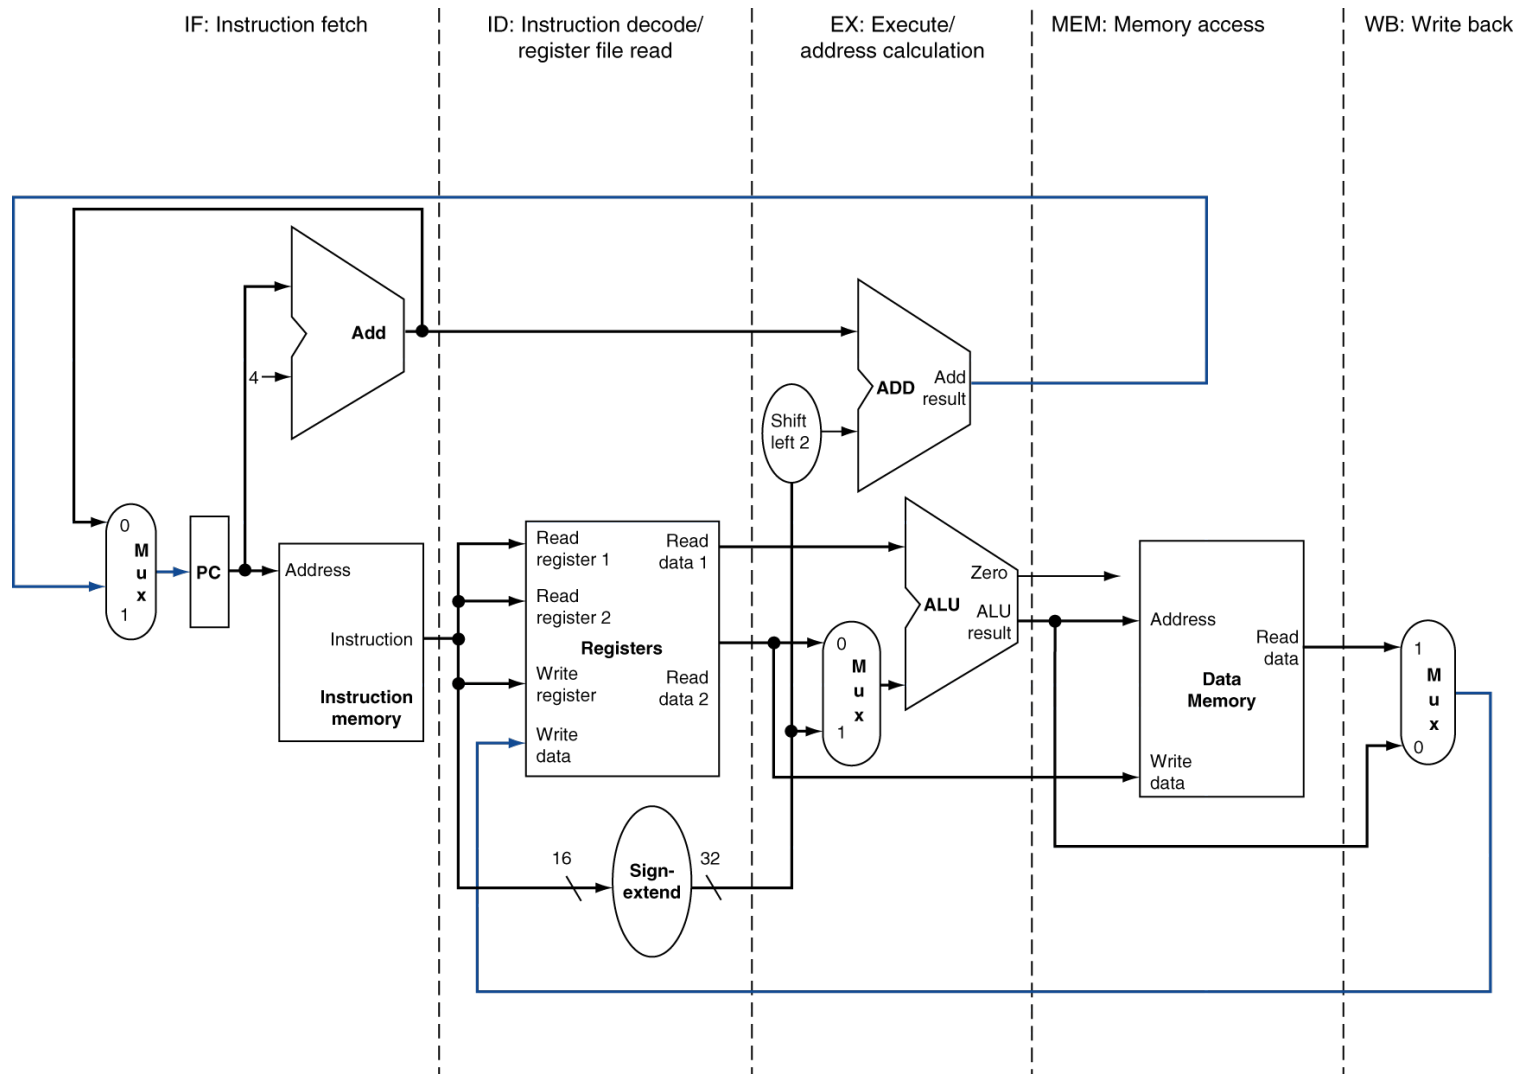 IF: Instruction fetch
ID: Instruction decode/
register file read
EX: Execute/
address calculation
MEM: Memory access
WB: Write back
Add
4
ADD
Add
result
Shift
left 2
0
M
u
x
1
PC
Address
Instruction
Instruction
memory
Read
register 1
Read
register 2
Write
register
Write
data
Registers
Read
data 1
Read
data 2
16
Sign-
extend
32
0
M
u
x
1
Zero
ALU
ALU
result
Address
Read
data
Data
Memory
Write
data
1
M
u
x
0